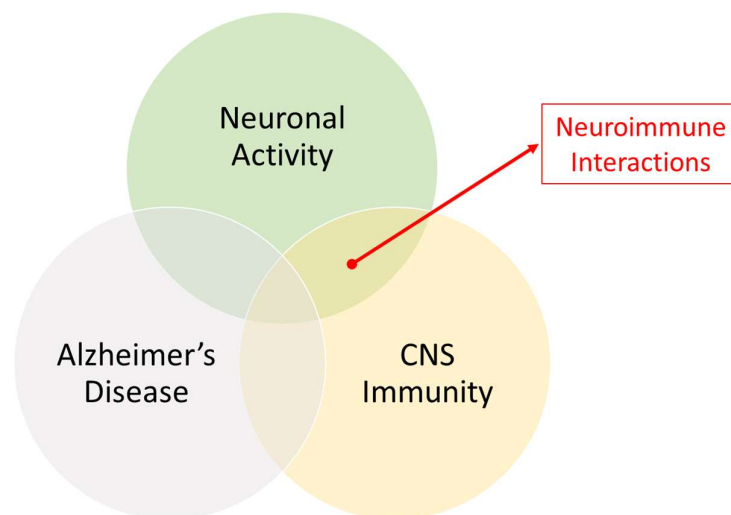 Neuronal
Activity
Neuroimmune
Interactions
Alzheimer’s
Disease
CNS
Immunity